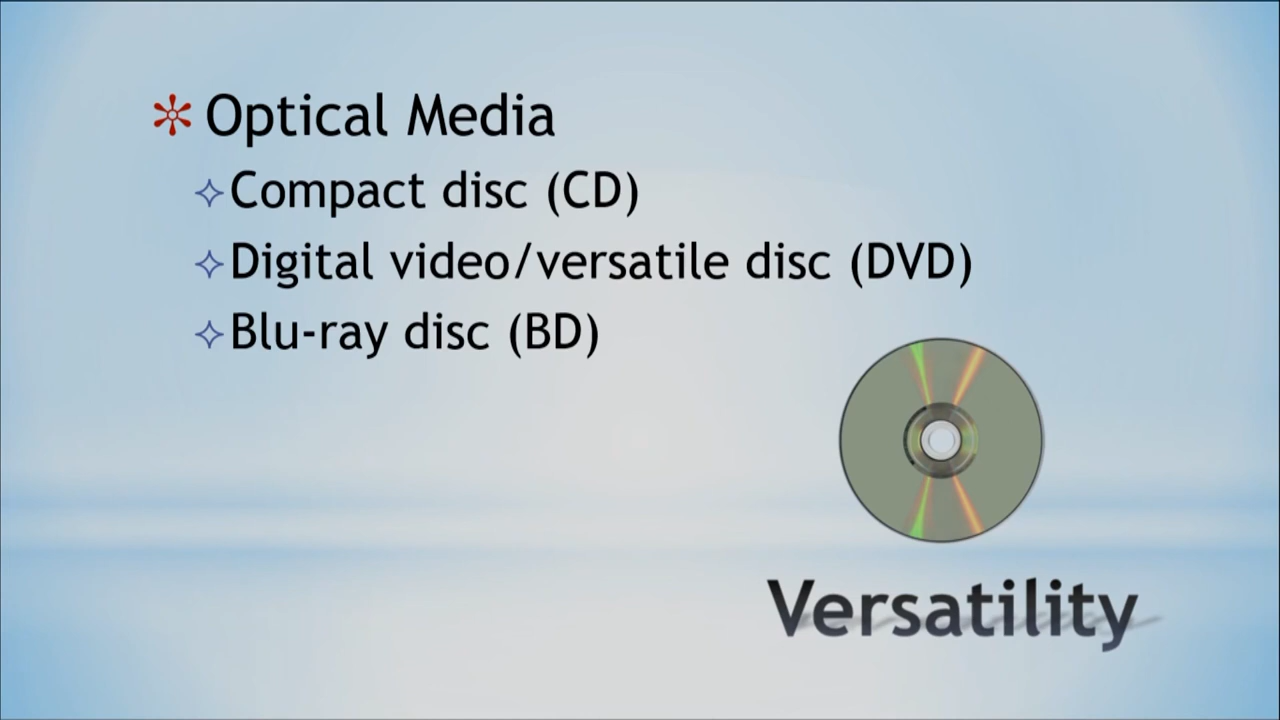 Optical Media
Compact disc (CD)
Digital video/versatile disc (DVD)
Blu-ray disc (BD)
Versatility